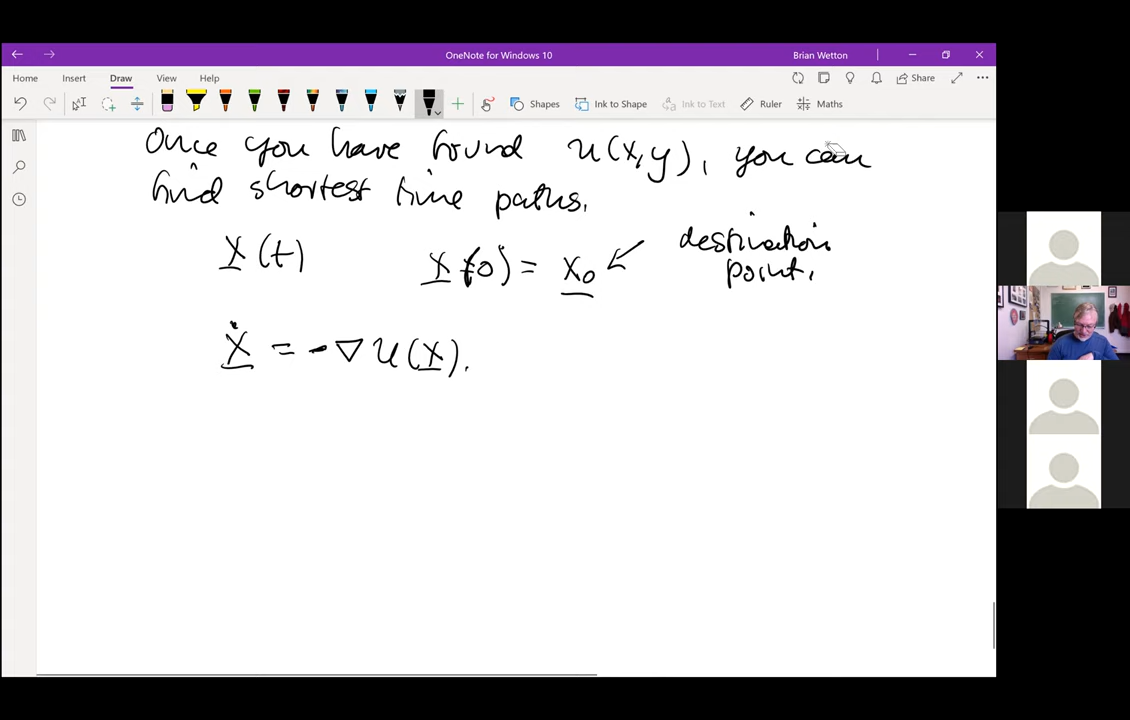 OneNote for Windows 10
Brian Wetton
Home Insert Draw View Help
Share
Shapes Ink to Shape Ink to Text Ruler Maths
Once you have found u(x,y), you can
find shortest time paths.
x(t) x(0) = x0 destination
point.
ẋ = -∇u(x).